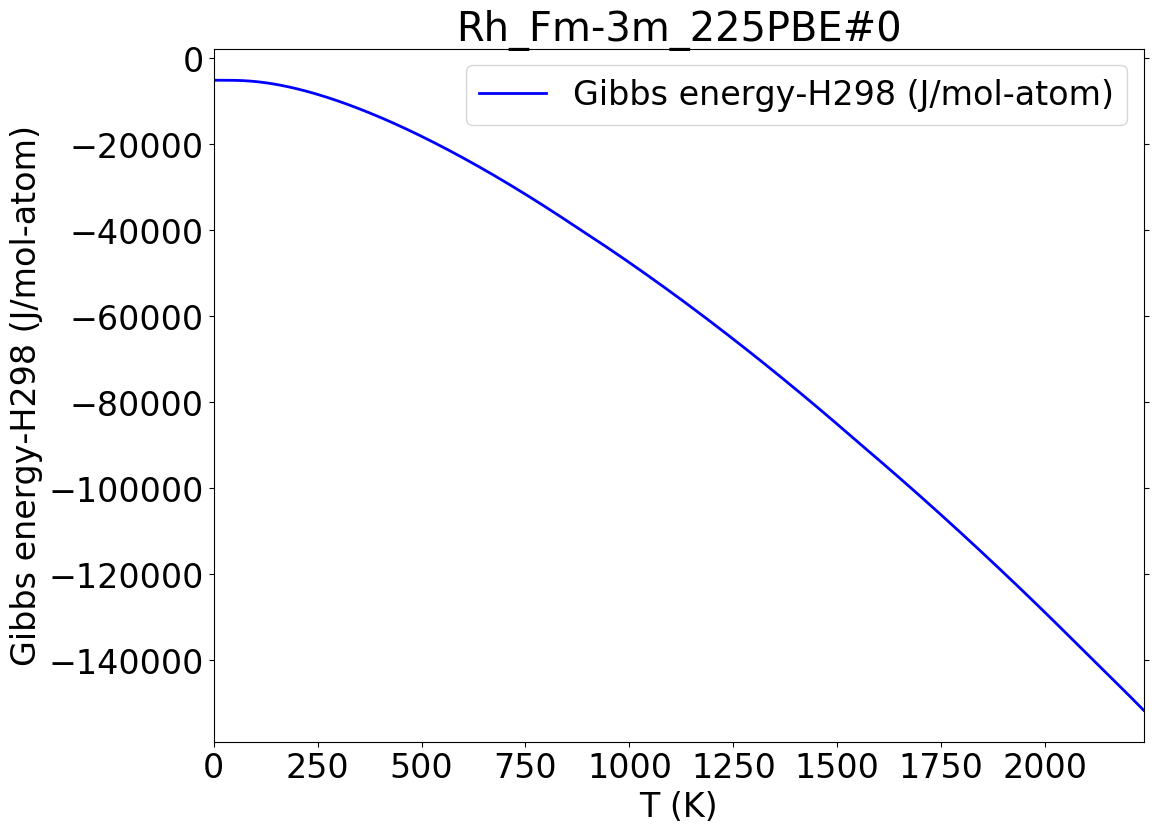 Rh_Fm-3m_225PBE#0
Gibbs energy-H298 (J/mol-atom)
Gibbs energy-H298 (J/mol-atom)
0
−20000
−40000
−60000
−80000
−100000
−120000
−140000
0 250 500 750 1000 1250 1500 1750 2000
T (K)